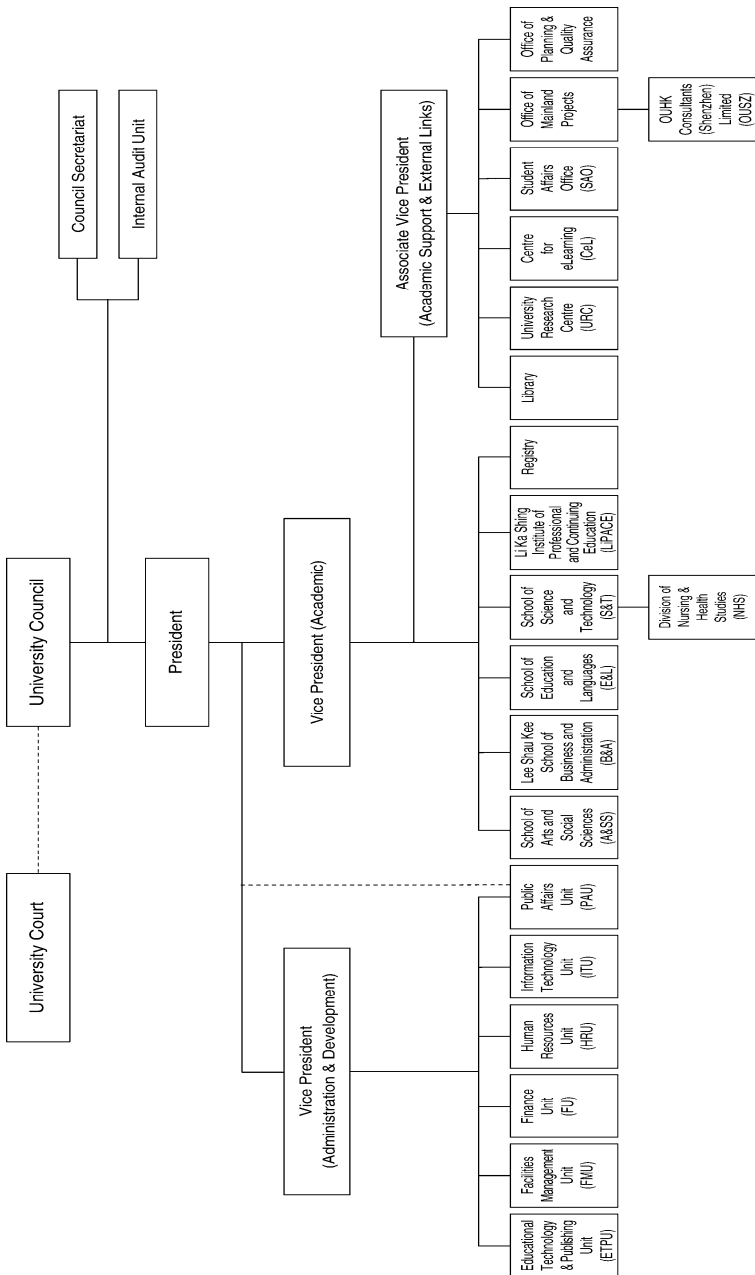 University Court
University Council
Council Secretariat
Internal Audit Unit
President
Vice President
(Administration & Development)
Vice President (Academic)
Associate Vice President
(Academic Support & External Links)
Educational
Technology
& Publishing
Unit
(ETPU)
Facilities
Management
Unit
(FMU)
Finance
Unit
(FU)
Human
Resources
Unit
(HRU)
Information
Technology
Unit
(ITU)
Public
Affairs
Unit
(PAU)
School of
Arts and
Social
Sciences
(A&SS)
Lee Shau Kee
School of
Business and
Administration
(B&A)
School of
Education
and
Languages
(E&L)
School of
Science
and
Technology
(S&T)
Li Ka Shing
Institute of
Professional
and Continuing
Education
(LiPACE)
Registry
Library
University
Research
Centre
(URC)
Centre
for
eLearning
(CeL)
Student
Affairs
Office
(SAO)
Office of
Mainland
Projects
Office of
Planning &
Quality
Assurance
Division of
Nursing &
Health
Studies
(NHS)
OUHK
Consultants
(Shenzhen)
Limited
(OUSZ)